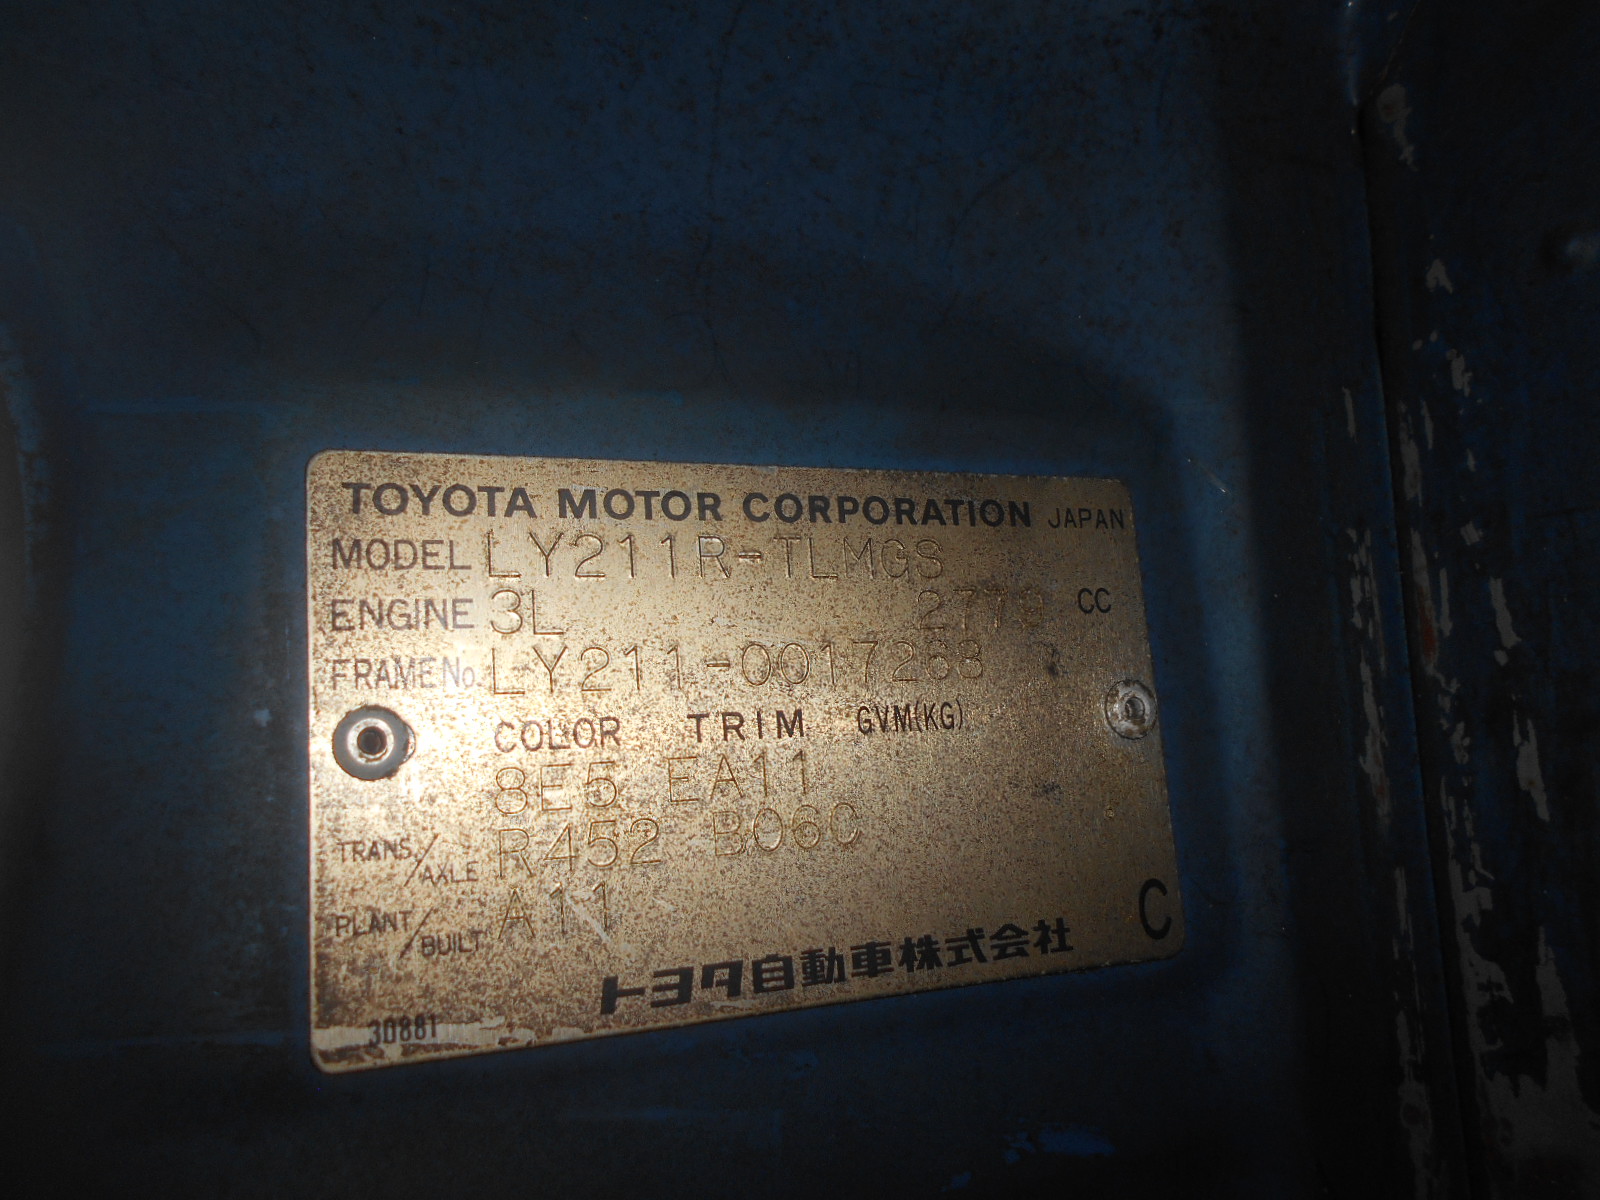 TOYOTA MOTOR CORPORATION JAPAN
MODEL LY211R-TLMGS
ENGINE 3L 2779 CC
FRAME No. LY211-0017268
COLOR TRIM GVM(KG)
8E5 EA11
TRANS./AXLE R452 B06C
PLANT/BUILT A11
C
トヨタ自動車株式会社
30881